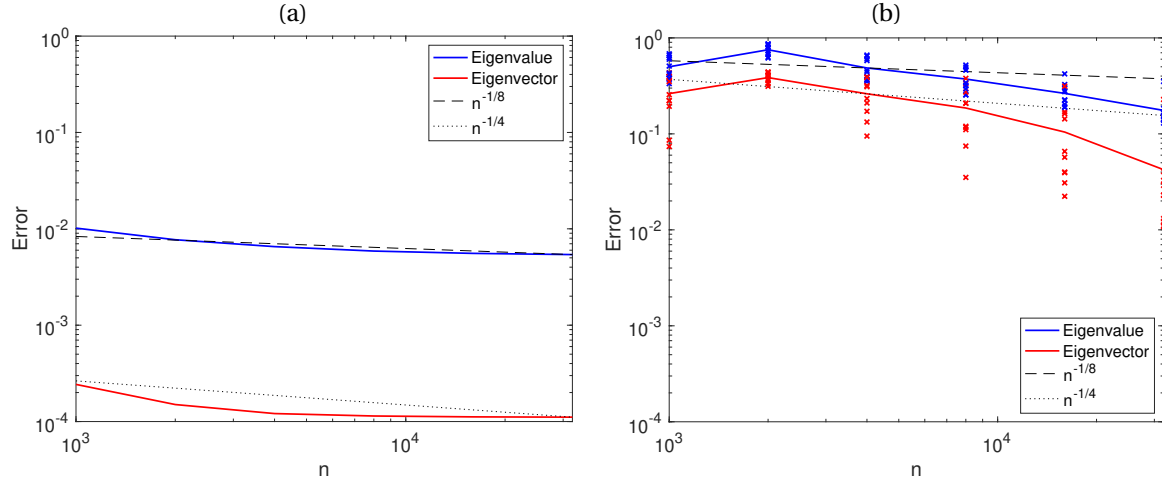 (a)
10^0
10^-1
10^-2
10^-3
10^-4
Error
10^3
10^4
n
Eigenvalue
Eigenvector
n^-1/8
n^-1/4
(b)
10^0
10^-1
10^-2
10^-3
10^-4
Error
10^3
10^4
n
Eigenvalue
Eigenvector
n^-1/8
n^-1/4